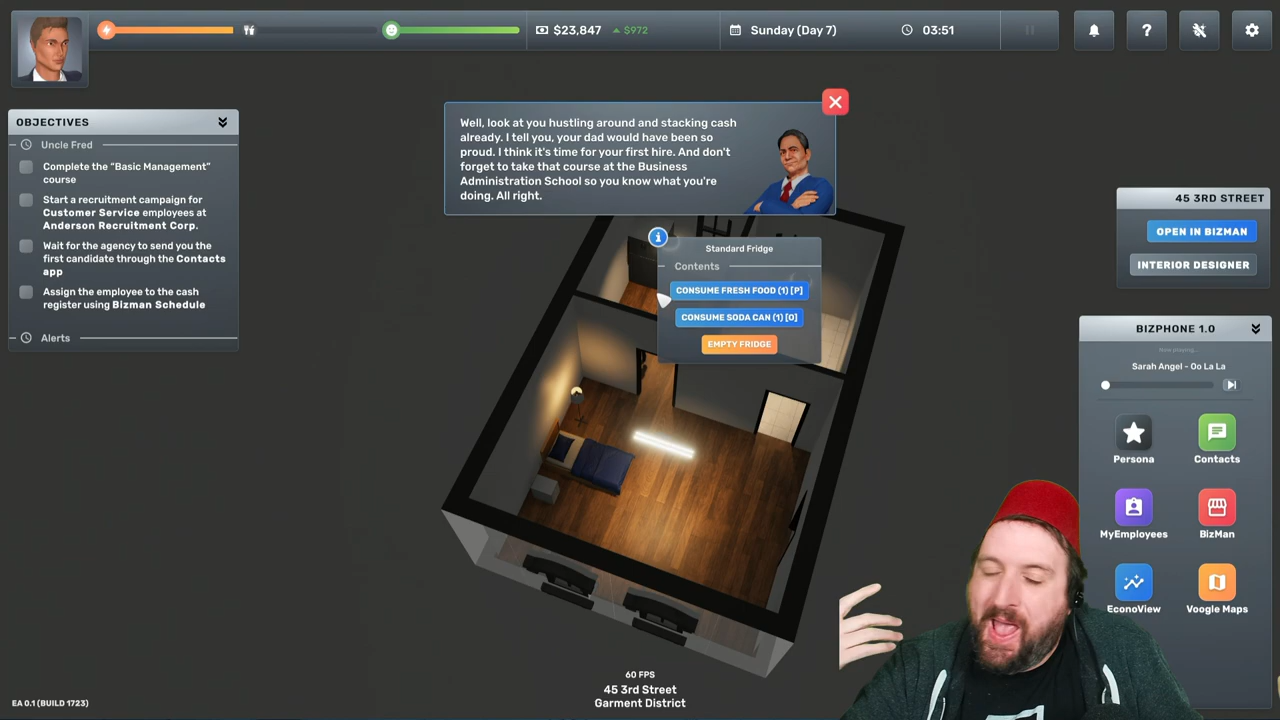 $23,847
$972
Sunday (Day 7)
03:51
OBJECTIVES
Uncle Fred
Complete the “Basic Management”
course
Start a recruitment campaign for
Customer Service employees at
Anderson Recruitment Corp.
Wait for the agency to send you the
first candidate through the Contacts
app
Assign the employee to the cash
register using Bizman Schedule
Alerts
Well, look at you hustling around and stacking cash
already. I tell you, your dad would have been so
proud. I think it's time for your first hire. And don't
forget to take that course at the Business
Administration School so you know what you're
doing. All right.
Standard Fridge
Contents
CONSUME FRESH FOOD (1) [P]
CONSUME SODA CAN (1) [O]
EMPTY FRIDGE
45 3RD STREET
OPEN IN BIZMAN
INTERIOR DESIGNER
BIZPHONE 1.0
Now playing...
Sarah Angel - Oo La La
Persona
Contacts
MyEmployees
BizMan
EconoView
Voogle Maps
60 FPS
45 3rd Street
Garment District
EA 0.1 (BUILD 1723)